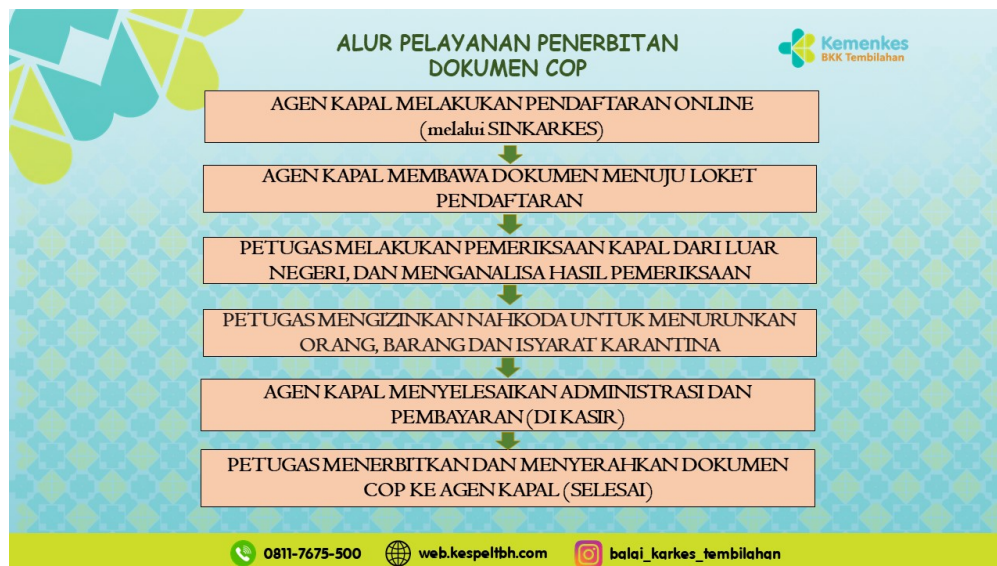 ALUR PELAYANAN PENERBITAN
DOKUMEN COP
Kemenkes
BKK Tembilahan
AGEN KAPAL MELAKUKAN PENDAFTARAN ONLINE
(melalui SINKARKES)
AGEN KAPAL MEMBAWA DOKUMEN MENUJU LOKET
PENDAFTARAN
PETUGAS MELAKUKAN PEMERIKSAAN KAPAL DARI LUAR
NEGERI, DAN MENGANALISA HASIL PEMERIKSAAN
PETUGAS MENGIZINKAN NAHKODA UNTUK MENURUNKAN
ORANG, BARANG DAN ISYARAT KARANTINA
AGEN KAPAL MENYELESAIKAN ADMINISTRASI DAN
PEMBAYARAN (DI KASIR)
PETUGAS MENERBITKAN DAN MENYERAHKAN DOKUMEN
COP KE AGEN KAPAL (SELESAI)
0811-7675-500 web.kespeltbh.com balai_karkes_tembilahan